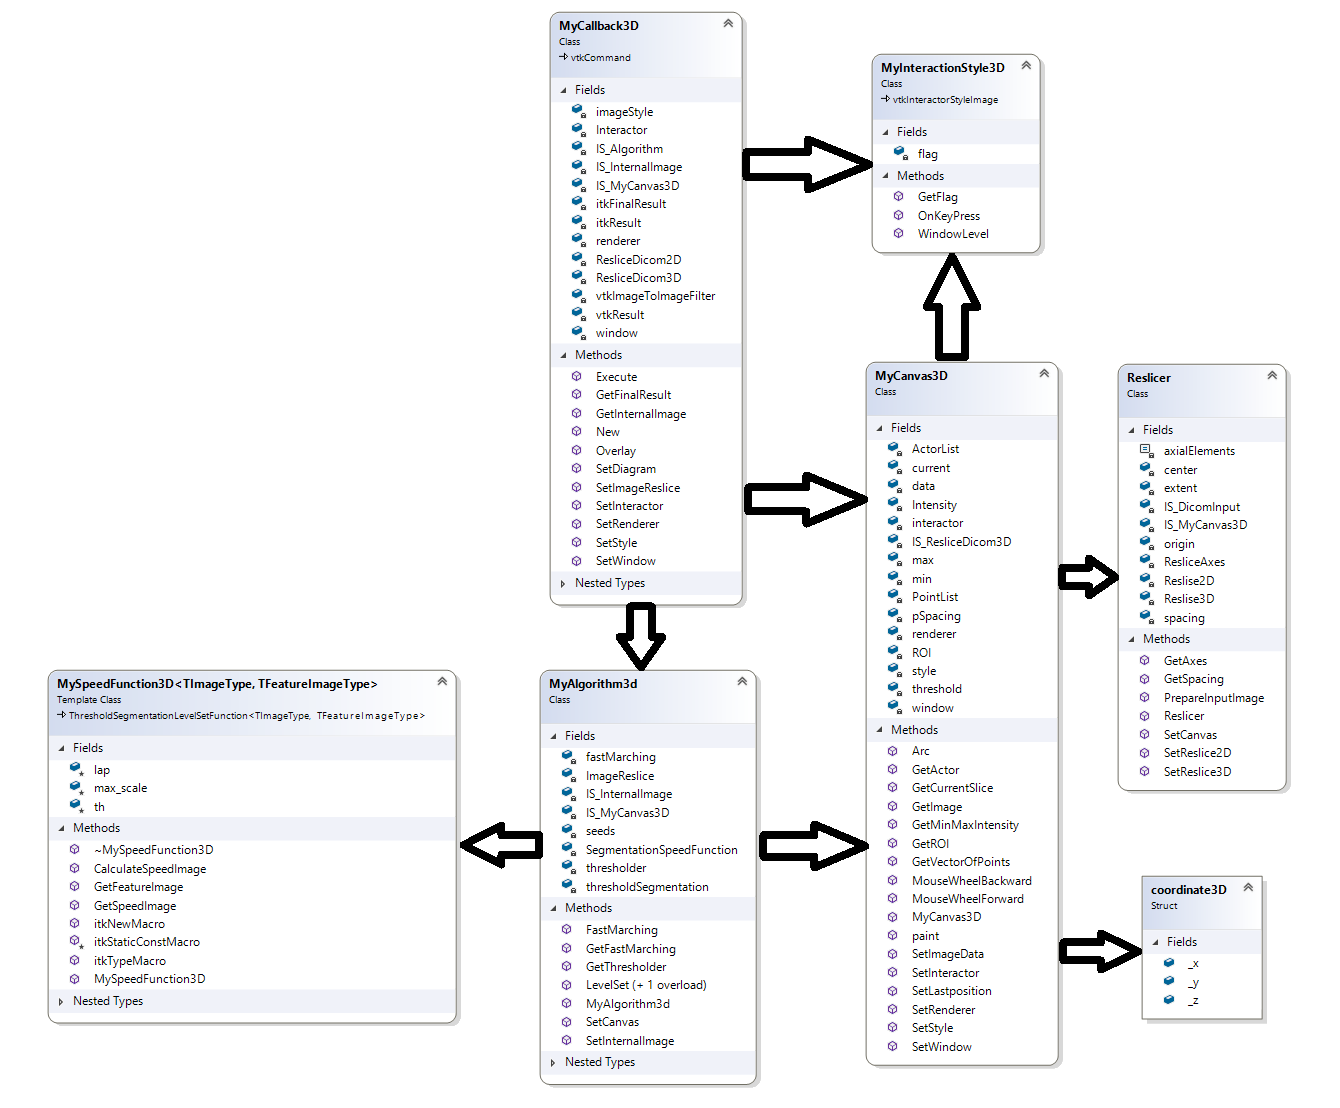 MyCallback3D
Class
vtkCommand
Fields
imageStyle
Interactor
IS_Algorithm
IS_InternalImage
IS_MyCanvas3D
itkFinalResult
itkResult
renderer
ResliceDicom2D
ResliceDicom3D
vtkImageToImageFilter
vtkResult
window
Methods
Execute
GetFinalResult
GetInternalImage
New
Overlay
SetDiagram
SetImageReslice
SetInteractor
SetRenderer
SetStyle
SetWindow
Nested Types
MyInteractionStyle3D
Class
vtkInteractorStyleImage
Fields
flag
Methods
GetFlag
OnKeyPress
WindowLevel
MyCanvas3D
Class
Fields
ActorList
current
data
Intensity
interactor
IS_ResliceDicom3D
max
min
PointList
pSpacing
renderer
ROI
style
threshold
window
Methods
Arc
GetActor
GetCurrentSlice
GetImage
GetMinMaxIntensity
GetROI
GetVectorOfPoints
MouseWheelBackward
MouseWheelForward
MyCanvas3D
paint
SetImageData
SetInteractor
SetLastposition
SetRenderer
SetStyle
SetWindow
Reslicer
Class
Fields
axialElements
center
extent
IS_DicomInput
IS_MyCanvas3D
origin
ResliceAxes
Reslise2D
Reslise3D
spacing
Methods
GetAxes
GetSpacing
PrepareInputImage
Reslicer
SetCanvas
SetReslice2D
SetReslice3D
MySpeedFunction3D<TImageType, TFeatureImageType>
Template Class
ThresholdSegmentationLevelSetFunction<TImageType, TFeatureImageType>
Fields
lap
max_scale
th
Methods
~MySpeedFunction3D
CalculateSpeedImage
GetFeatureImage
GetSpeedImage
itkNewMacro
itkStaticConstMacro
itkTypeMacro
MySpeedFunction3D
Nested Types
MyAlgorithm3d
Class
Fields
fastMarching
ImageReslice
IS_InternalImage
IS_MyCanvas3D
seeds
SegmentationSpeedFunction
thresholder
thresholdSegmentation
Methods
FastMarching
GetFastMarching
GetThresholder
LevelSet (+ 1 overload)
MyAlgorithm3d
SetCanvas
SetInternalImage
Nested Types
coordinate3D
Struct
Fields
_x
_y
_z